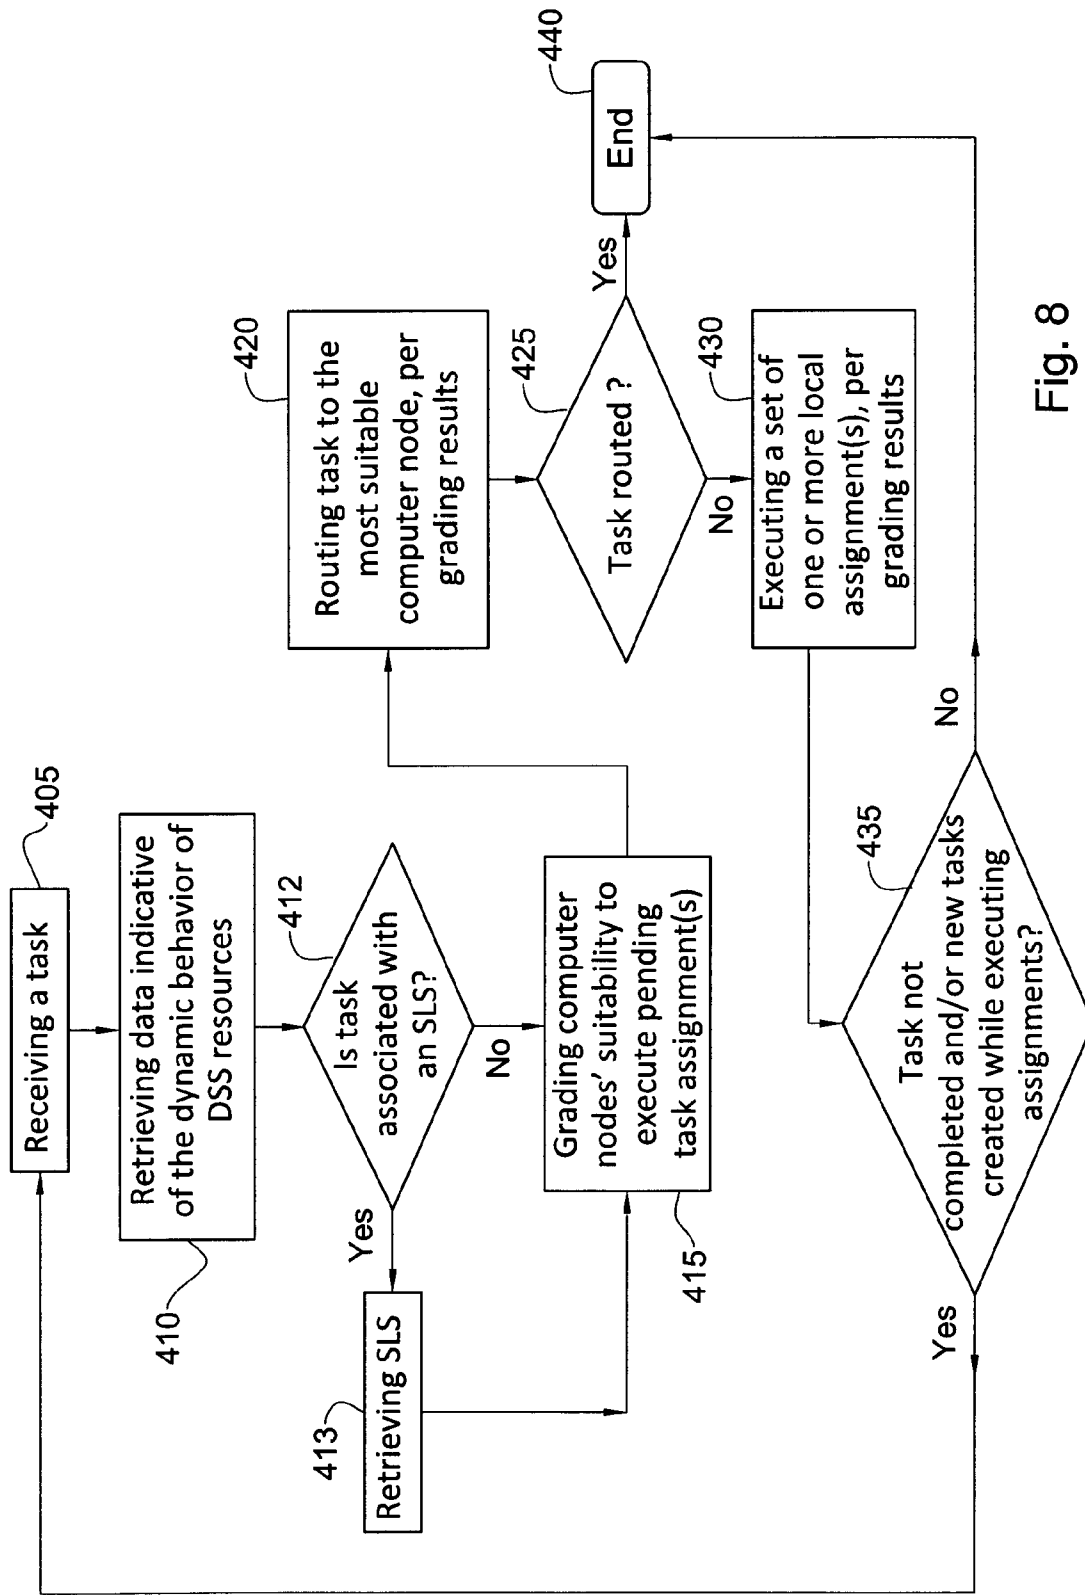 405
Receiving a task
Retrieving data indicative
of the dynamic behavior of
DSS resources
410
412
Is task
associated with
an SLS?
Yes
No
413
Retrieving SLS
Grading computer
nodes' suitability to
execute pending
task assignment(s)
415
420
Routing task to the
most suitable
computer node, per
grading results
425
Task routed ?
Yes
No
440
End
430
Executing a set of
one or more local
assignment(s), per
grading results
435
Task not
completed and/or new tasks
created while executing
assignments?
Yes
No
Fig. 8